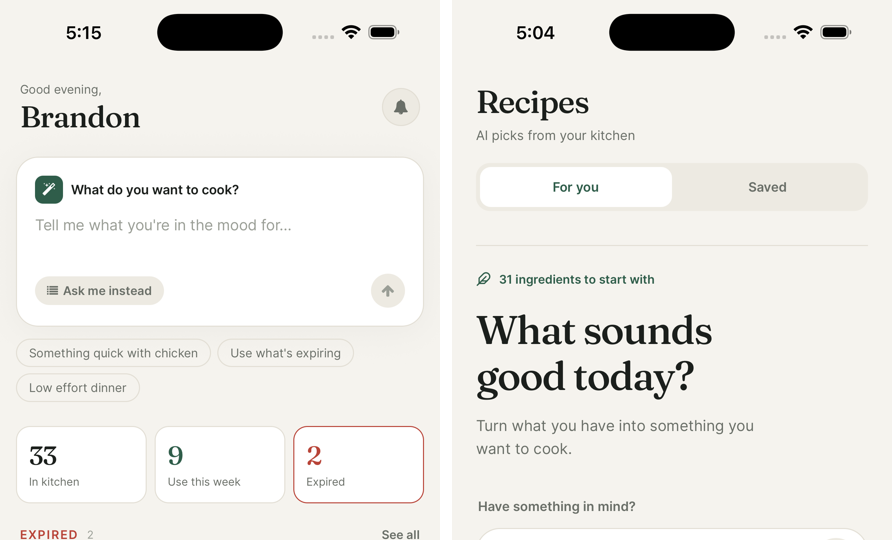 5:15
Good evening,
Brandon
What do you want to cook?
Tell me what you're in the mood for...
Ask me instead
Something quick with chicken
Use what's expiring
Low effort dinner
33
In kitchen
9
Use this week
2
Expired
EXPIRED 2
See all
5:04
Recipes
AI picks from your kitchen
For you
Saved
31 ingredients to start with
What sounds
good today?
Turn what you have into something you
want to cook.
Have something in mind?